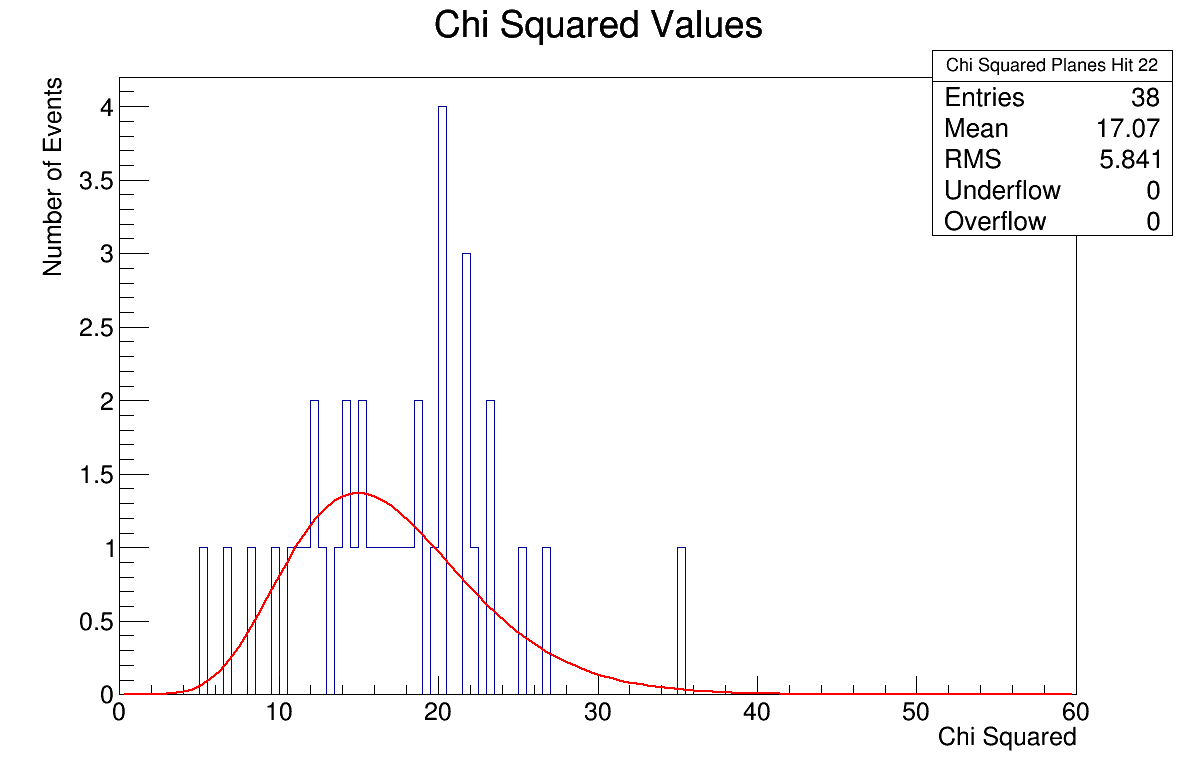 Chi Squared Values
Chi Squared Planes Hit 22
Entries 38
Mean 17.07
RMS 5.841
Underflow 0
Overflow 0
Number of Events
4
3.5
3
2.5
2
1.5
1
0.5
0
0 10 20 30 40 50 60
Chi Squared